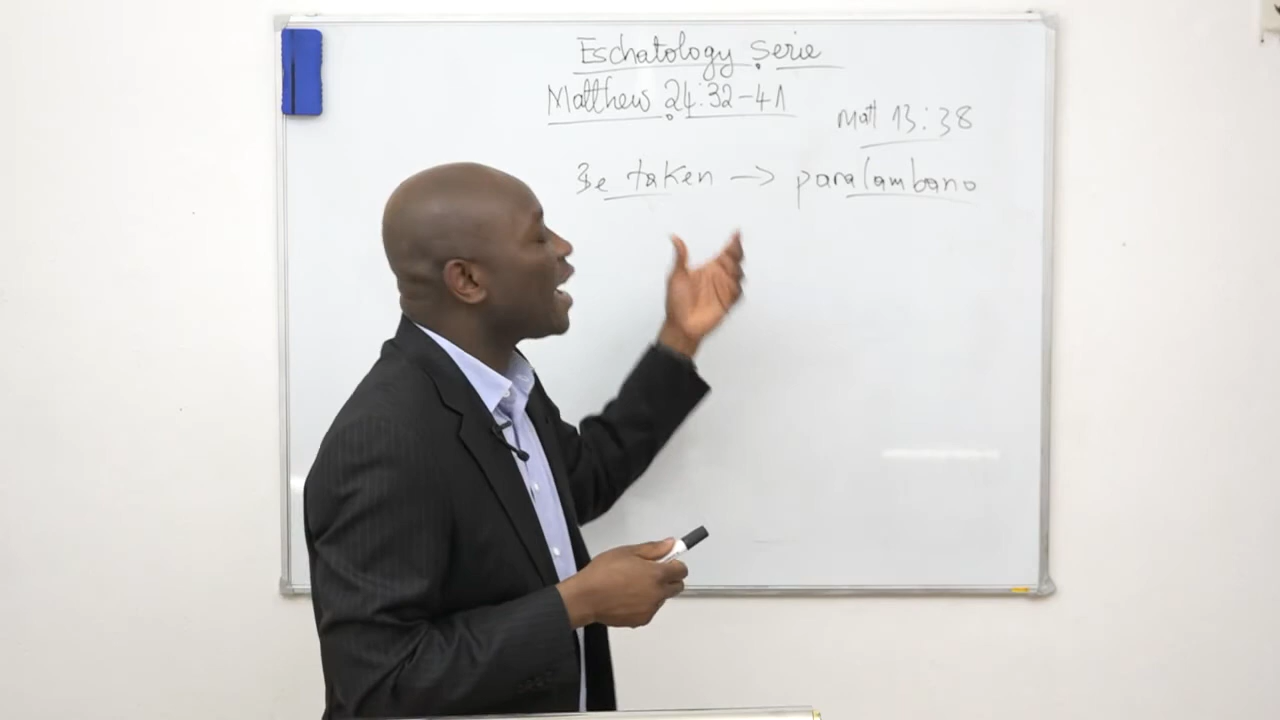 Eschatology Serie
Matthew 24:32-41
Matt 13:38
Be taken → paralambano